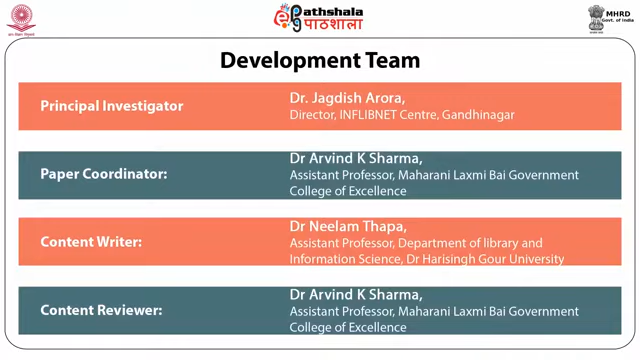 ePathshala
पाठशाला
MHRD
Govt. of India
Development Team
Principal Investigator
Dr. Jagdish Arora,
Director, INFLIBNET Centre, Gandhinagar
Paper Coordinator:
Dr Arvind K Sharma,
Assistant Professor, Maharani Laxmi Bai Government
College of Excellence
Content Writer:
Dr Neelam Thapa,
Assistant Professor, Department of library and
Information Science, Dr Harisingh Gour University
Content Reviewer:
Dr Arvind K Sharma,
Assistant Professor, Maharani Laxmi Bai Government
College of Excellence